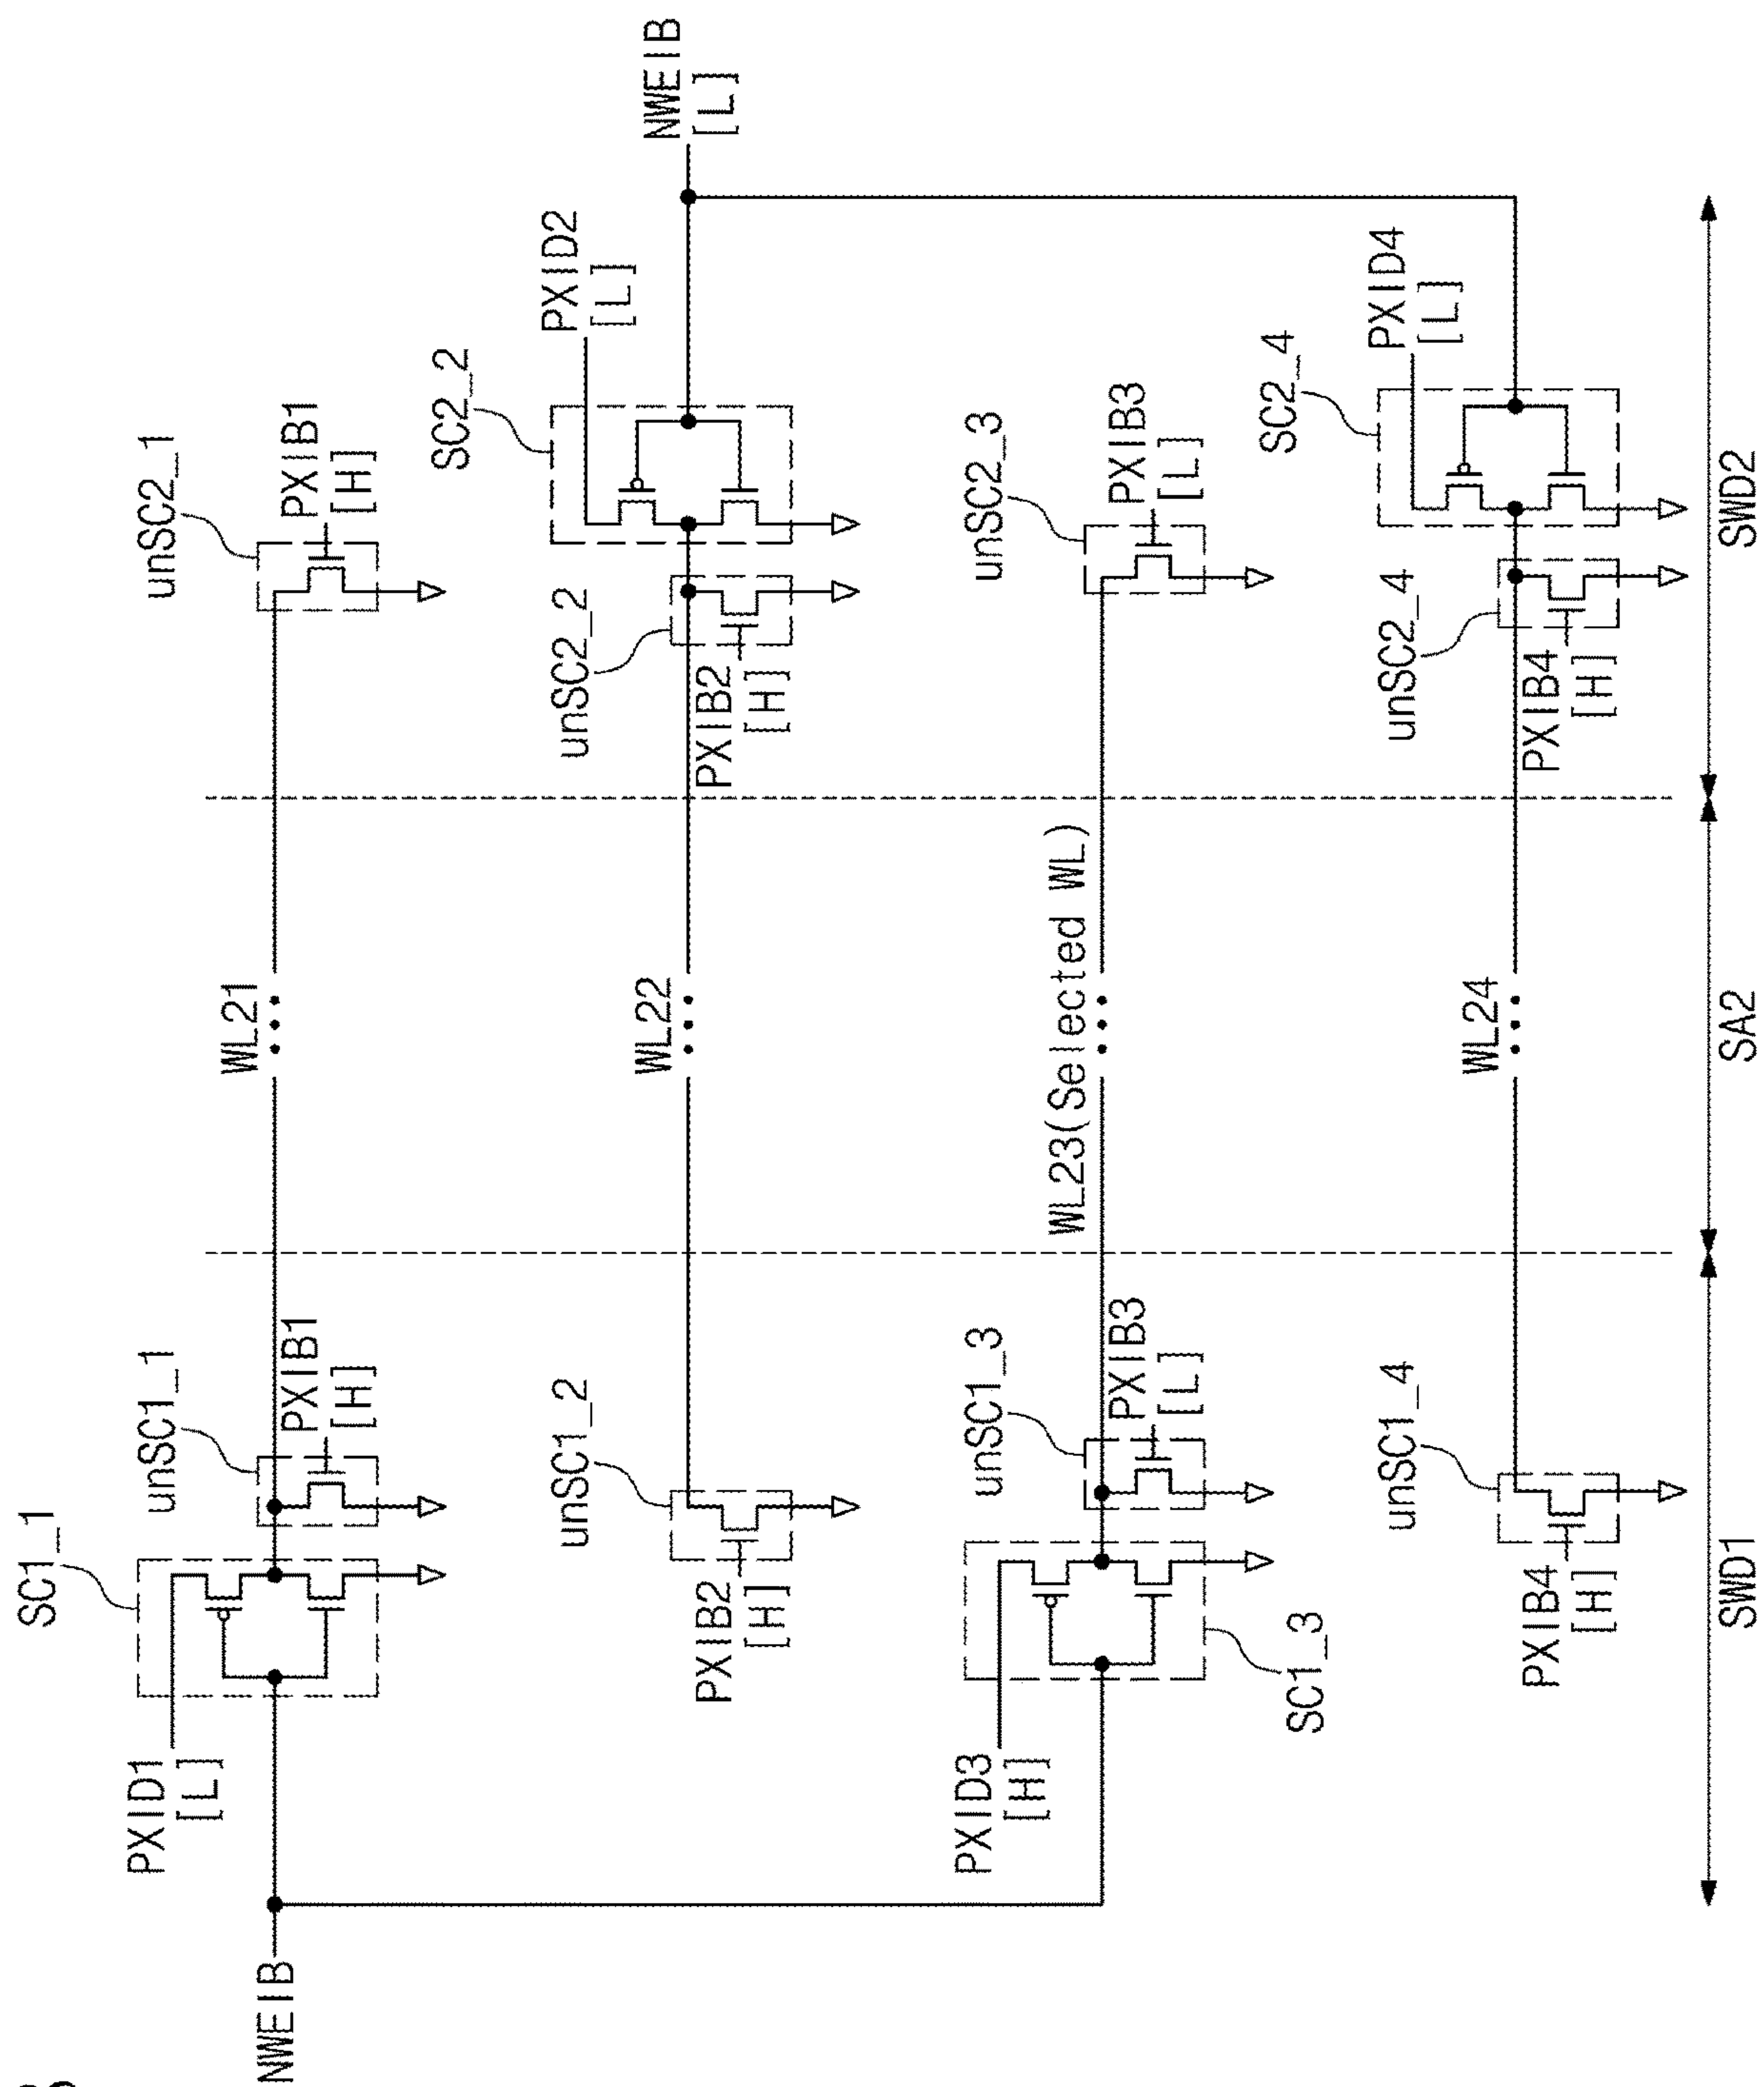 SC1_1
unSC1_1
unSC2_1
PXID1
[L]
PXIB1
[H]
WL21
PXIB1
[H]
NWEIB
unSC1_2
PXIB2
[H]
WL22
unSC2_2
PXIB2
[H]
SC2_2
PXID2
[L]
NWEIB
[L]
PXID3
[H]
SC1_3
unSC1_3
PXIB3
[L]
WL23(Selected WL)
unSC2_3
PXIB3
[L]
unSC1_4
PXIB4
[H]
WL24
unSC2_4
PXIB4
[H]
SC2_4
PXID4
[L]
SWD1
SA2
SWD2